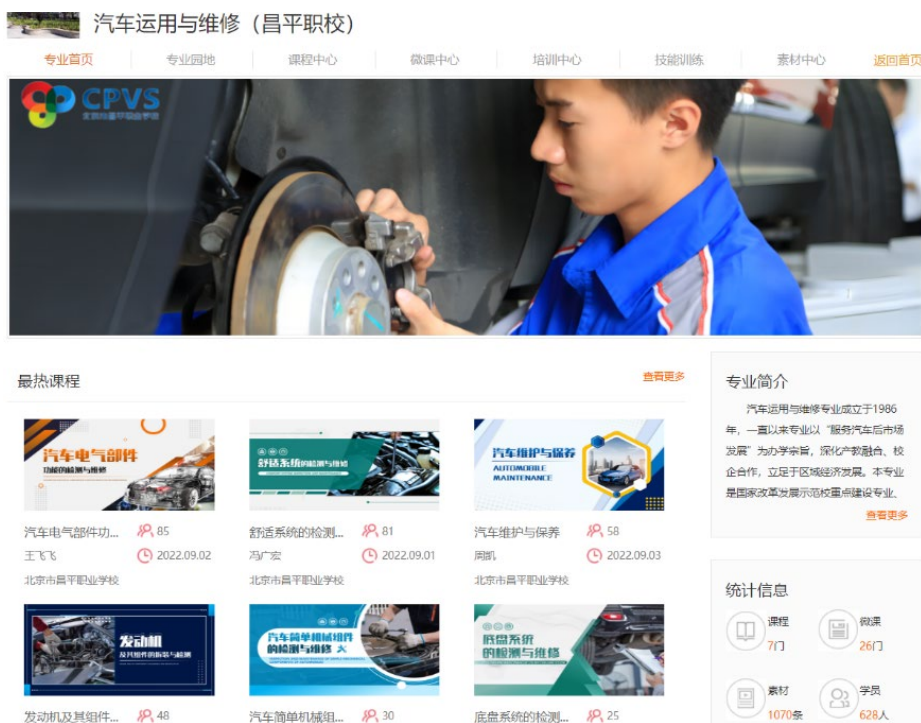 汽车运用与维修（昌平职校）
专业首页 专业园地 课程中心 微课中心 培训中心 技能训练 素材中心 返回首页
CPVS
北京市昌平职业学校
最热课程 查看更多
汽车电气部件
功能的检测与维修
汽车电气部件功... 85
王飞飞 2022.09.02
北京市昌平职业学校
舒适系统的检测与维修
舒适系统的检测... 81
冯广宏 2022.09.01
北京市昌平职业学校
汽车维护与保养
AUTOMOBILE
MAINTENANCE
汽车维护与保养 58
周凯 2022.09.03
北京市昌平职业学校
发动机
及其组件的拆装与检测
发动机及其组件... 48
汽车简单机械组件
的检测与维修
汽车简单机械组... 30
底盘系统
的检测与维修
底盘系统的检测... 25
专业简介
汽车运用与维修专业成立于1986
年，一直以来专业以“服务汽车后市场
发展”为办学宗旨，深化产教融合、校
企合作，立足于区域经济发展。本专业
是国家改革发展示范校重点建设专业、
查看更多
统计信息
课程
7门
微课
26门
素材
1070条
学员
628人